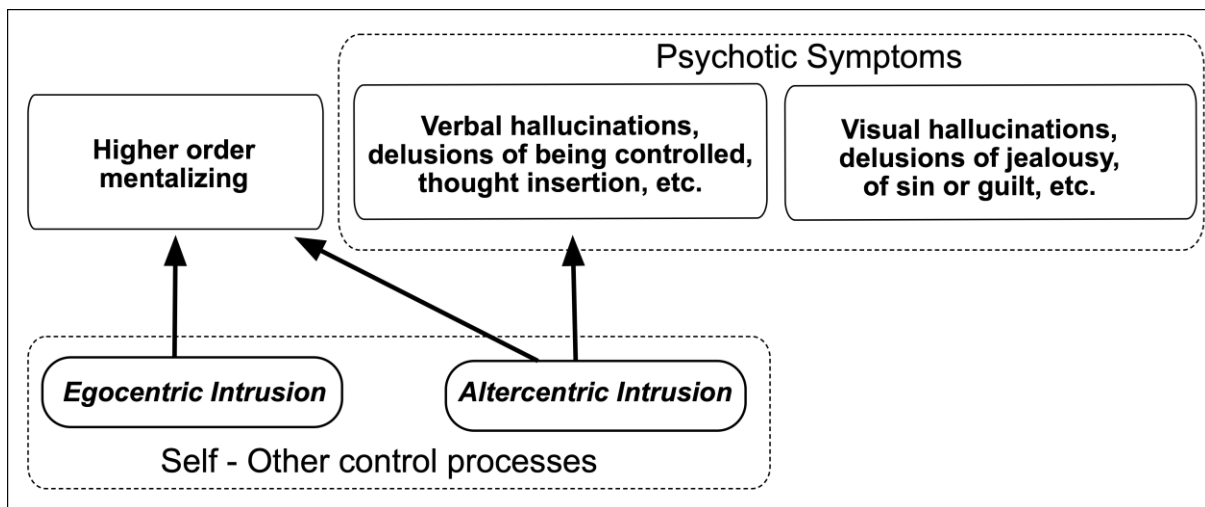 Psychotic Symptoms
Higher order
mentalizing
Verbal hallucinations,
delusions of being controlled,
thought insertion, etc.
Visual hallucinations,
delusions of jealousy,
of sin or guilt, etc.
Egocentric Intrusion
Altercentric Intrusion
Self - Other control processes